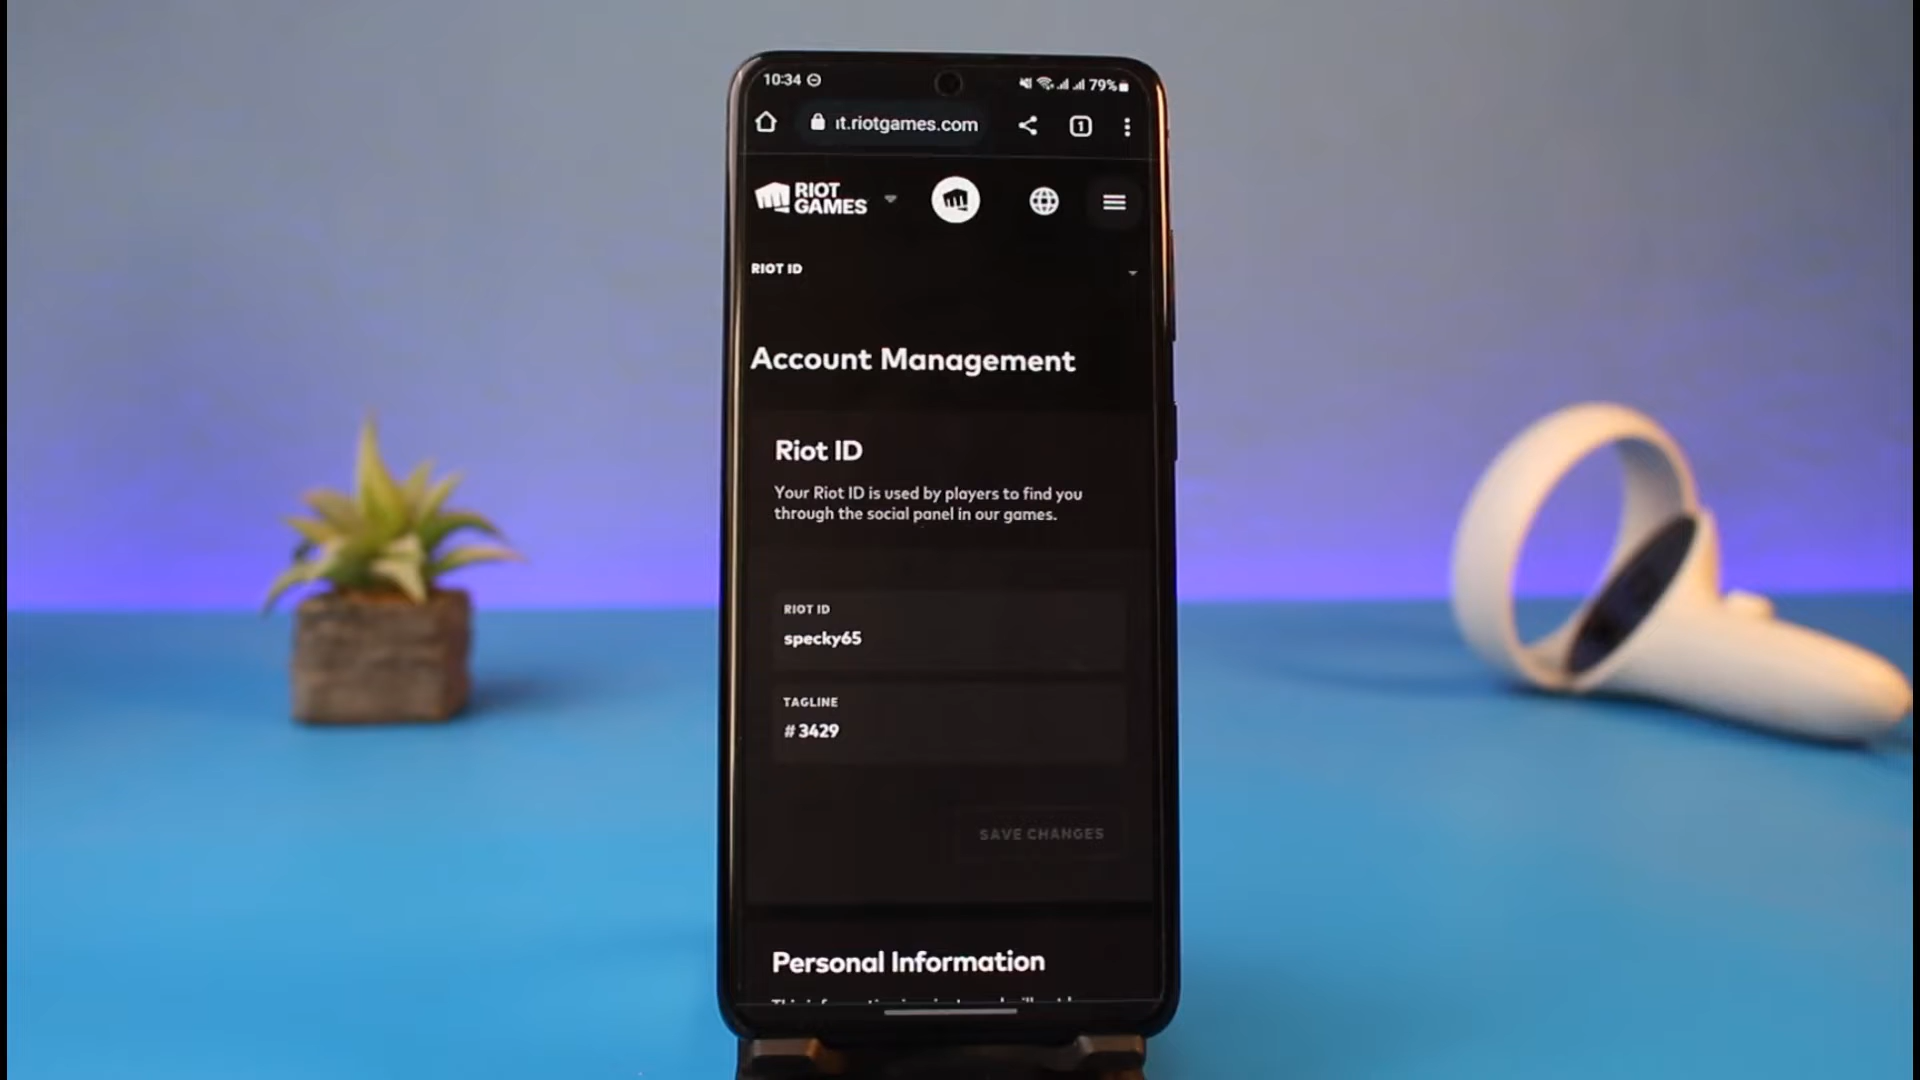 10:34
79%
ıt.riotgames.com
1
RIOT
GAMES
RIOT ID
Account Management
Riot ID
Your Riot ID is used by players to find you
through the social panel in our games.
RIOT ID
specky65
TAGLINE
# 3429
SAVE CHANGES
Personal Information